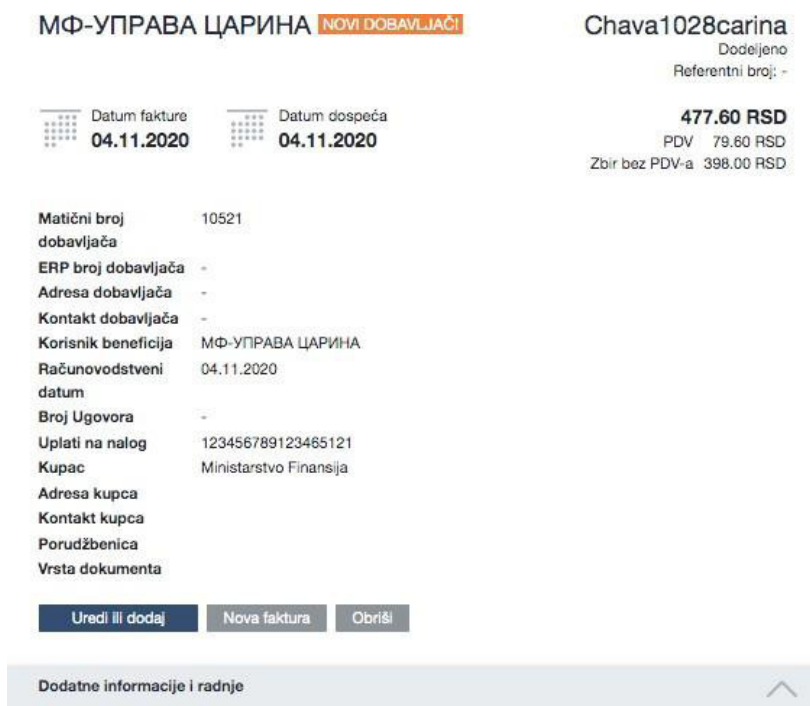 МФ-УПРАВА ЦАРИНА NOVI DOBAVLJAČ!
Chava1028carina
Dodeljeno
Referentni broj: -
Datum fakture
04.11.2020
Datum dospeća
04.11.2020
477.60 RSD
PDV 79.60 RSD
Zbir bez PDV-a 398.00 RSD
Matični broj dobavljača 10521
ERP broj dobavljača -
Adresa dobavljača -
Kontakt dobavljača -
Korisnik beneficija МФ-УПРАВА ЦАРИНА
Računovodstveni datum 04.11.2020
Broj Ugovora -
Uplati na nalog 123456789123465121
Kupac Ministarstvo Finansija
Adresa kupca
Kontakt kupca
Porudžbenica
Vrsta dokumenta
Uredi ili dodaj Nova faktura Obriši
Dodatne informacije i radnje